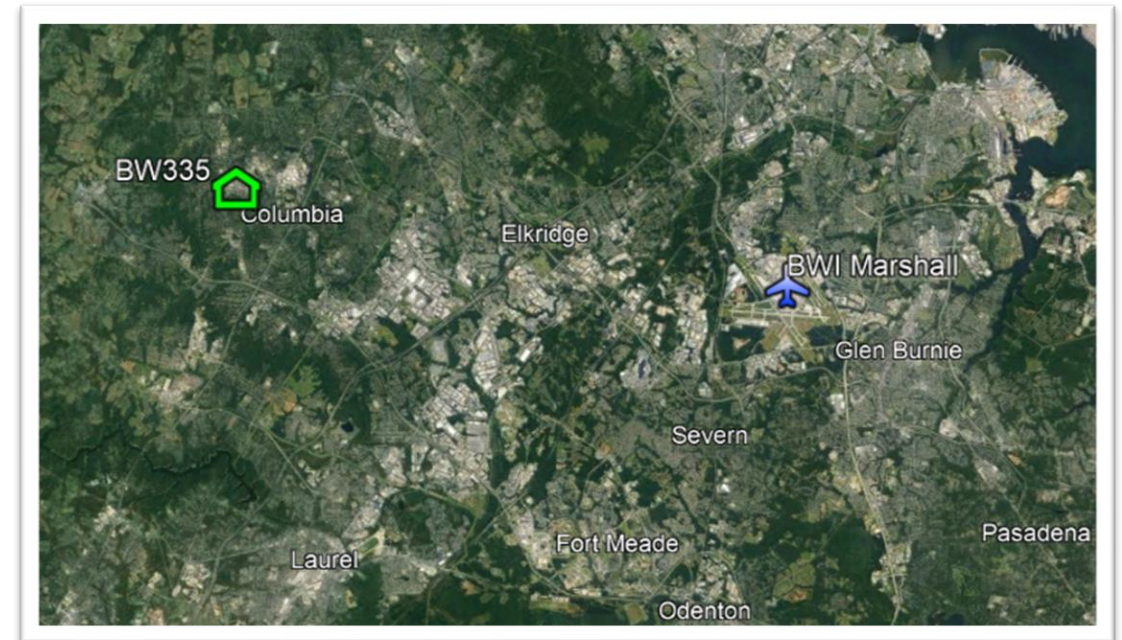 BW335
Columbia
Elkridge
BWI Marshall
Glen Burnie
Severn
Pasadena
Fort Meade
Laurel
Odenton